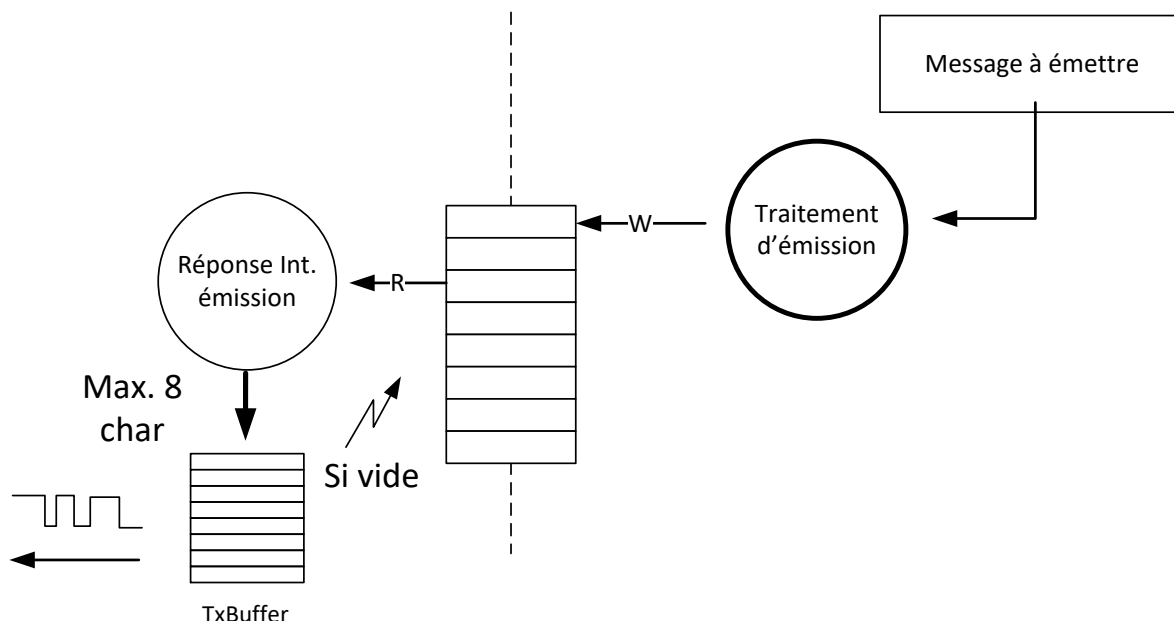 Message à émettre
Traitement
d’émission
W
Réponse Int.
émission
R
Max. 8
char
Si vide
TxBuffer